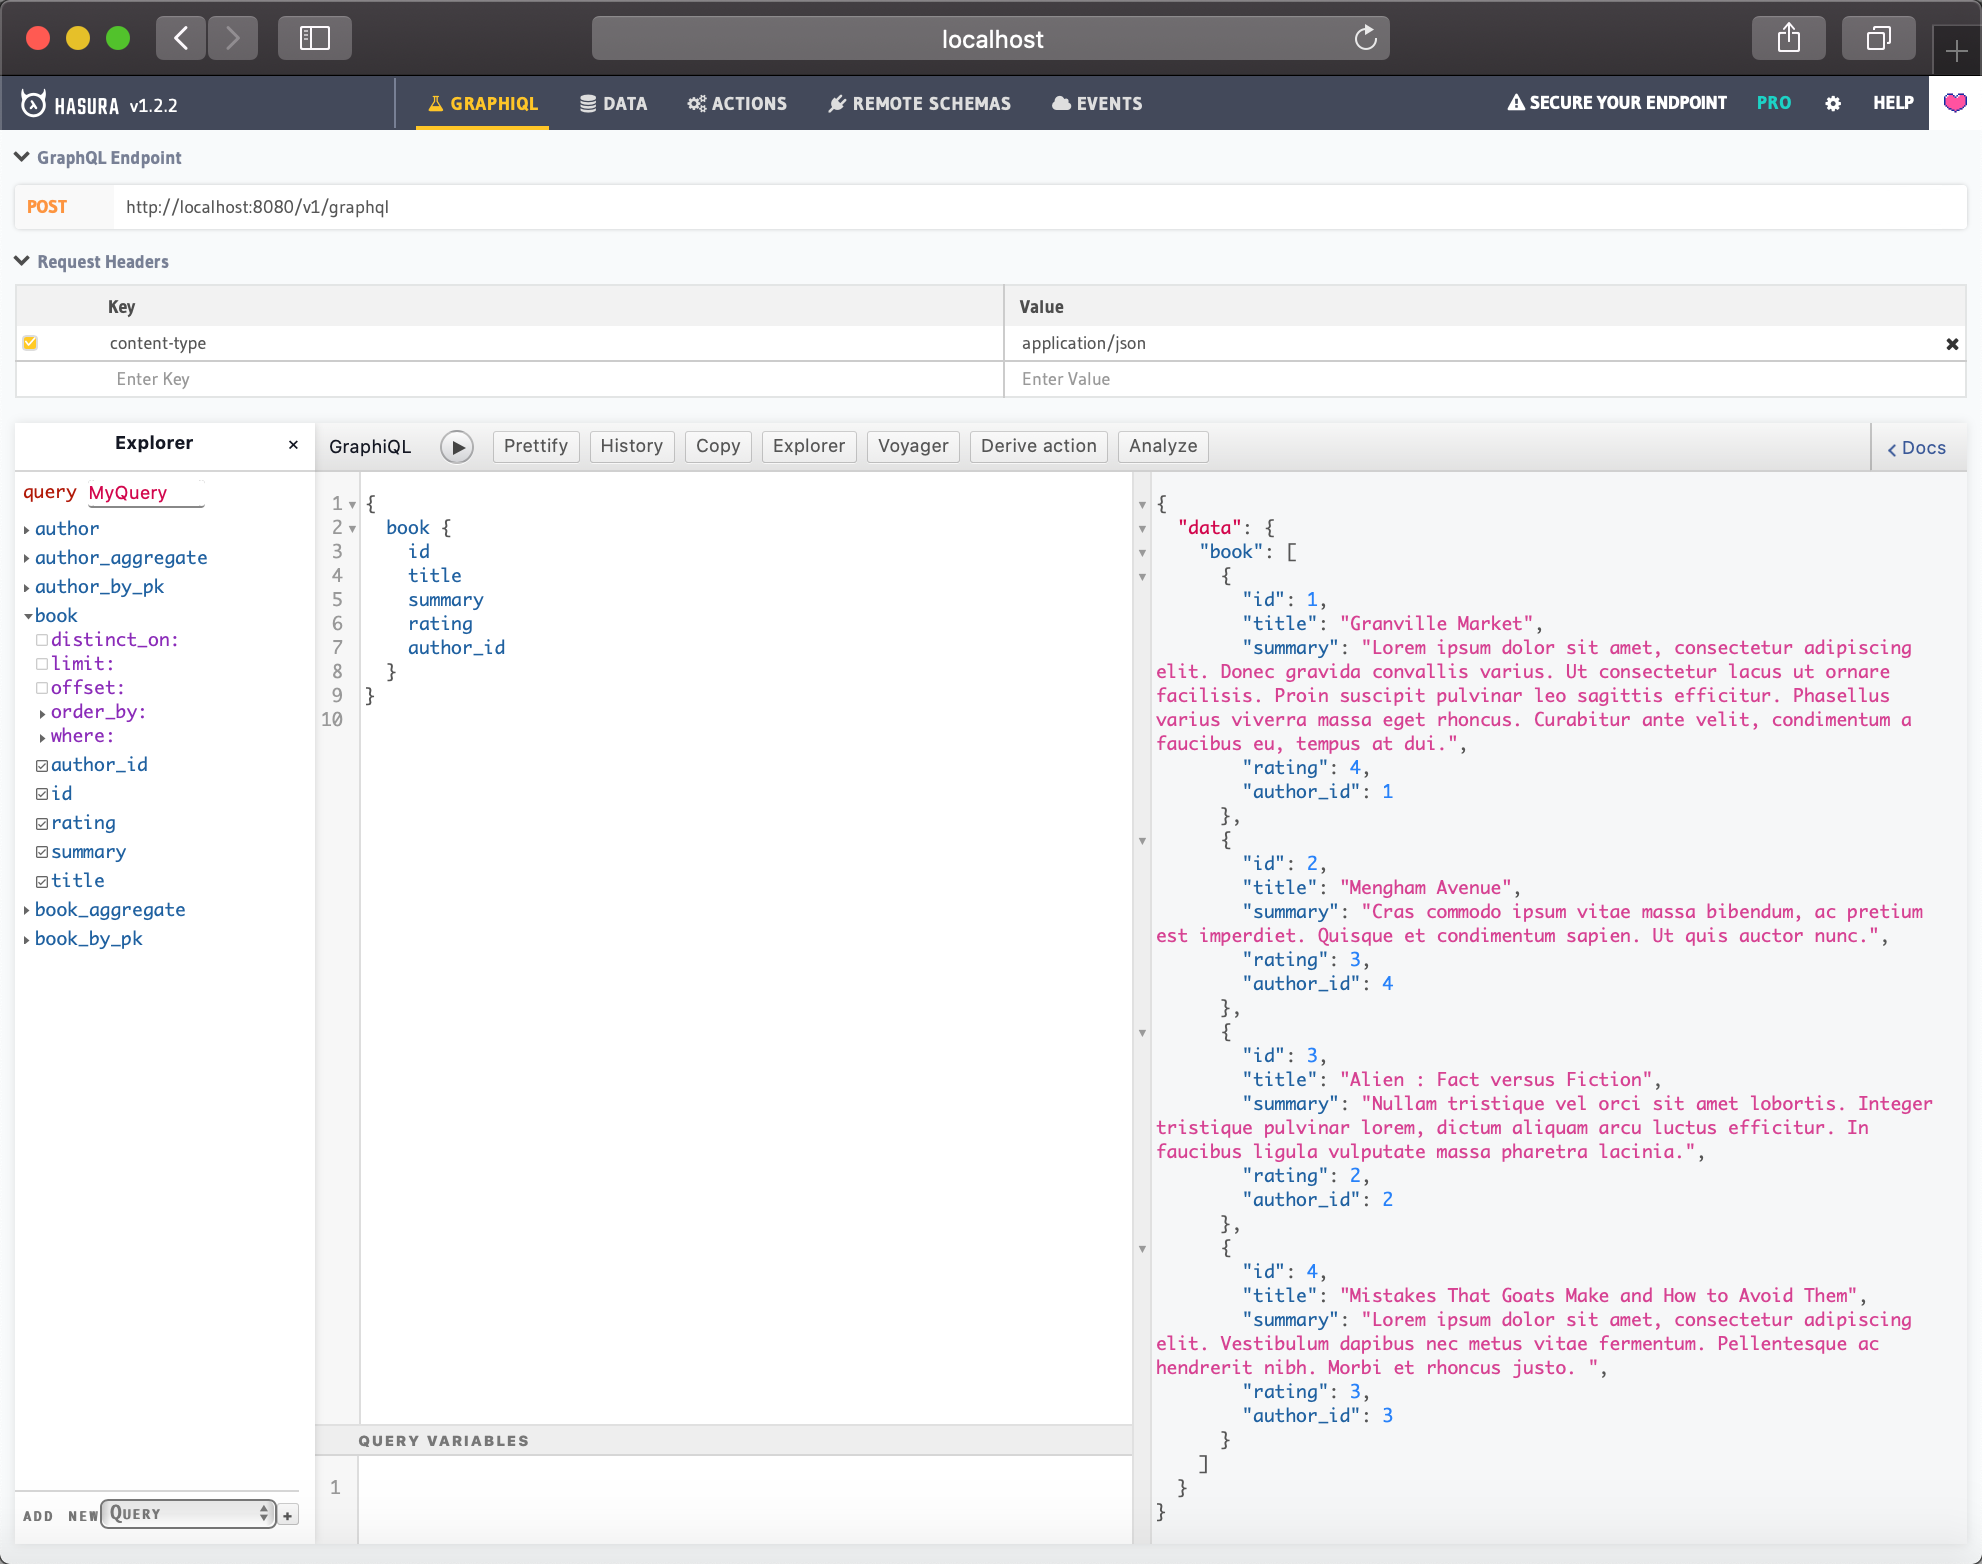 localhost
HASURA v1.2.2
GRAPHIQL
DATA
ACTIONS
REMOTE SCHEMAS
EVENTS
SECURE YOUR ENDPOINT
PRO
HELP
GraphQL Endpoint
POST http://localhost:8080/v1/graphql
Request Headers
Key Value
content-type application/json
Enter Key Enter Value
Explorer
query MyQuery
author
author_aggregate
author_by_pk
book
distinct_on:
limit:
offset:
order_by:
where:
author_id
id
rating
summary
title
book_aggregate
book_by_pk
ADD NEW QUERY +
GraphiQL Prettify History Copy Explorer Voyager Derive action Analyze
< Docs
1 {
2 book {
3 id
4 title
5 summary
6 rating
7 author_id
8 }
9 }
10
QUERY VARIABLES
1
{
"data": {
"book": [
{
"id": 1,
"title": "Granville Market",
"summary": "Lorem ipsum dolor sit amet, consectetur adipiscing
elit. Donec gravida convallis varius. Ut consectetur lacus ut ornare
facilisis. Proin suscipit pulvinar leo sagittis efficitur. Phasellus
varius viverra massa eget rhoncus. Curabitur ante velit, condimentum a
faucibus eu, tempus at dui.",
"rating": 4,
"author_id": 1
},
{
"id": 2,
"title": "Mengham Avenue",
"summary": "Cras commodo ipsum vitae massa bibendum, ac pretium
est imperdiet. Quisque et condimentum sapien. Ut quis auctor nunc.",
"rating": 3,
"author_id": 4
},
{
"id": 3,
"title": "Alien : Fact versus Fiction",
"summary": "Nullam tristique vel orci sit amet lobortis. Integer
tristique pulvinar lorem, dictum aliquam arcu luctus efficitur. In
faucibus ligula vulputate massa pharetra lacinia.",
"rating": 2,
"author_id": 2
},
{
"id": 4,
"title": "Mistakes That Goats Make and How to Avoid Them",
"summary": "Lorem ipsum dolor sit amet, consectetur adipiscing
elit. Vestibulum dapibus nec metus vitae fermentum. Pellentesque ac
hendrerit nibh. Morbi et rhoncus justo. ",
"rating": 3,
"author_id": 3
}
]
}
}